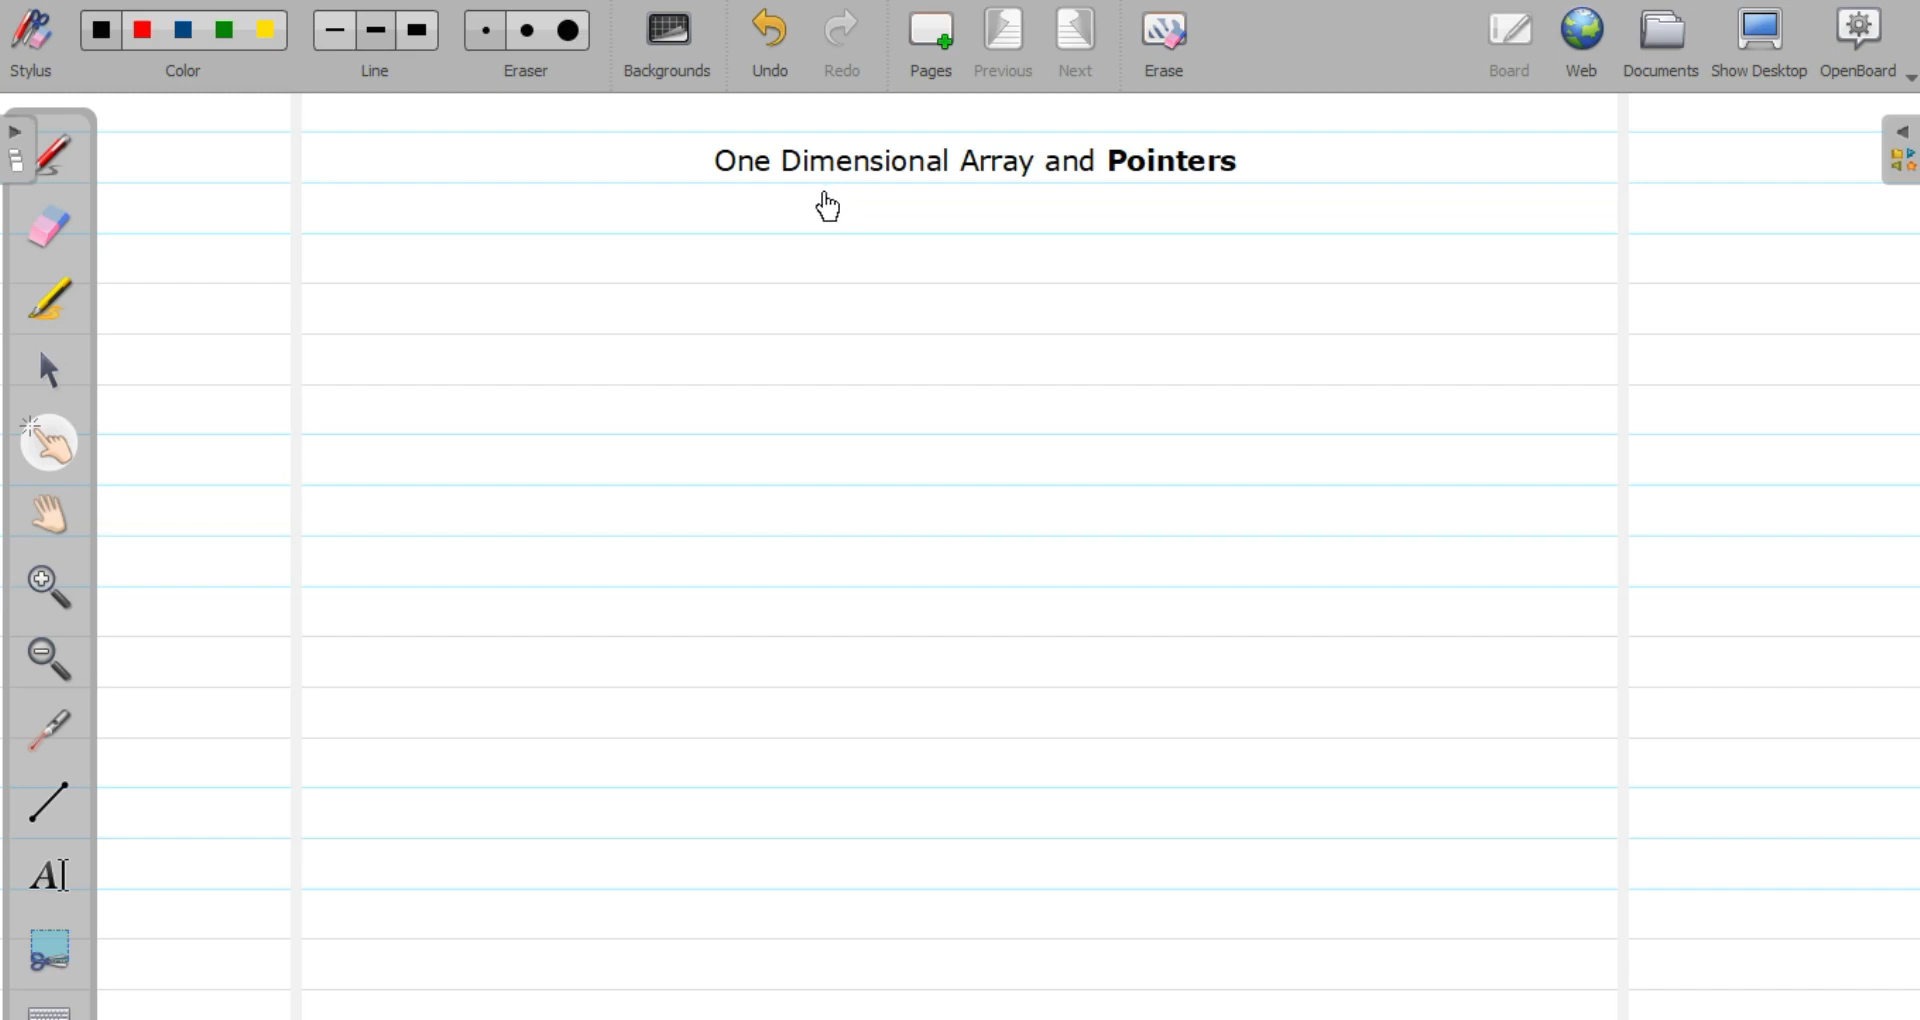 Stylus Color Line Eraser Backgrounds Undo Redo Pages Previous Next Erase Board Web Documents Show Desktop OpenBoard
One Dimensional Array and Pointers